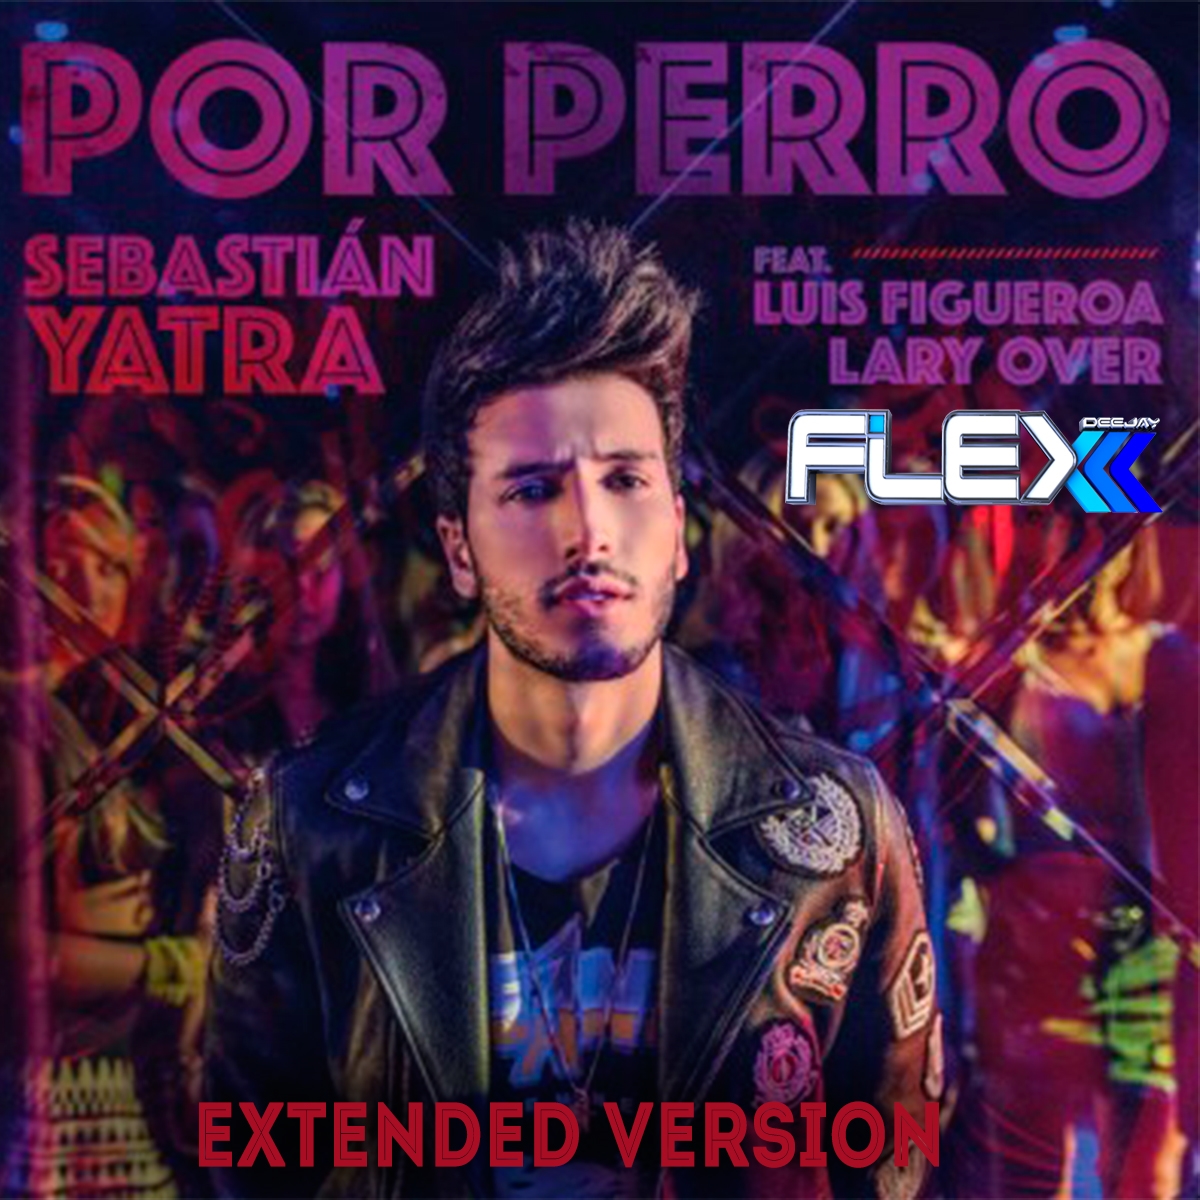 POR PERRO
SEBASTIÁN
YATRA
FEAT.
LUIS FIGUEROA
LARY OVER
FLEX
DEEJAY
EXTENDED VERSION